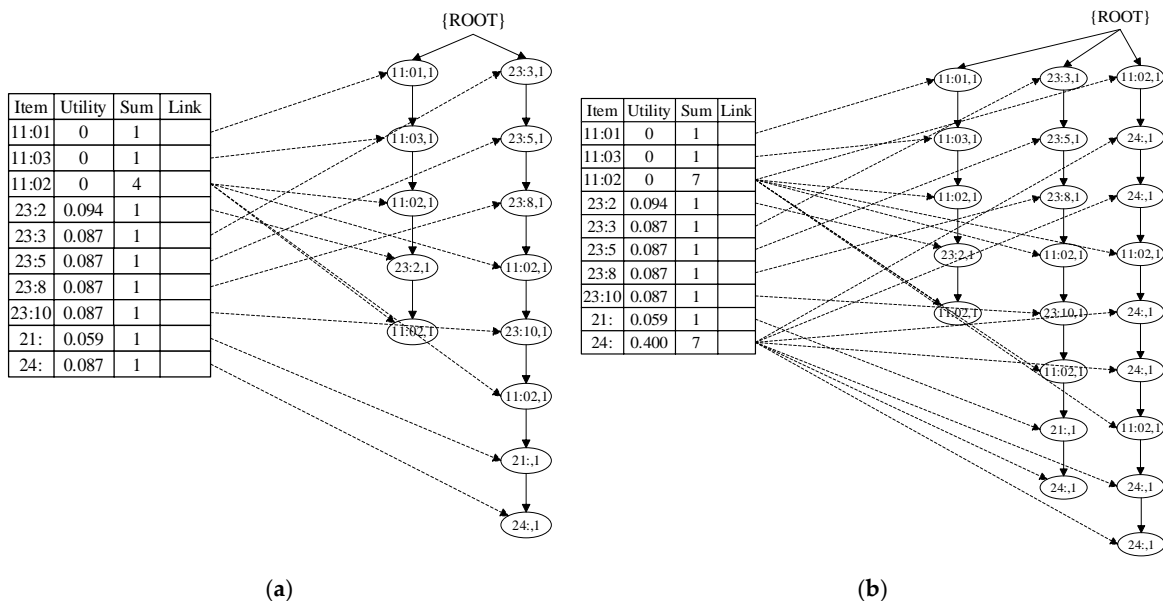 {ROOT}
11:01,1
23:3,1
Item Utility Sum Link
11:01 0 1
11:03 0 1
11:02 0 4
23:2 0.094 1
23:3 0.087 1
23:5 0.087 1
23:8 0.087 1
23:10 0.087 1
21: 0.059 1
24: 0.087 1
11:03,1
23:5,1
11:02,1
23:8,1
23:2,1
11:02,1
11:02,1
23:10,1
11:02,1
21:,1
24:,1
(a)
{ROOT}
11:01,1
23:3,1
11:02,1
Item Utility Sum Link
11:01 0 1
11:03 0 1
11:02 0 7
23:2 0.094 1
23:3 0.087 1
23:5 0.087 1
23:8 0.087 1
23:10 0.087 1
21: 0.059 1
24: 0.400 7
11:03,1
23:5,1
24:,1
11:02,1
23:8,1
24:,1
23:2,1
11:02,1
11:02,1
11:02,1
23:10,1
24:,1
11:02,1
24:,1
21:,1
11:02,1
24:,1
24:,1
24:,1
(b)